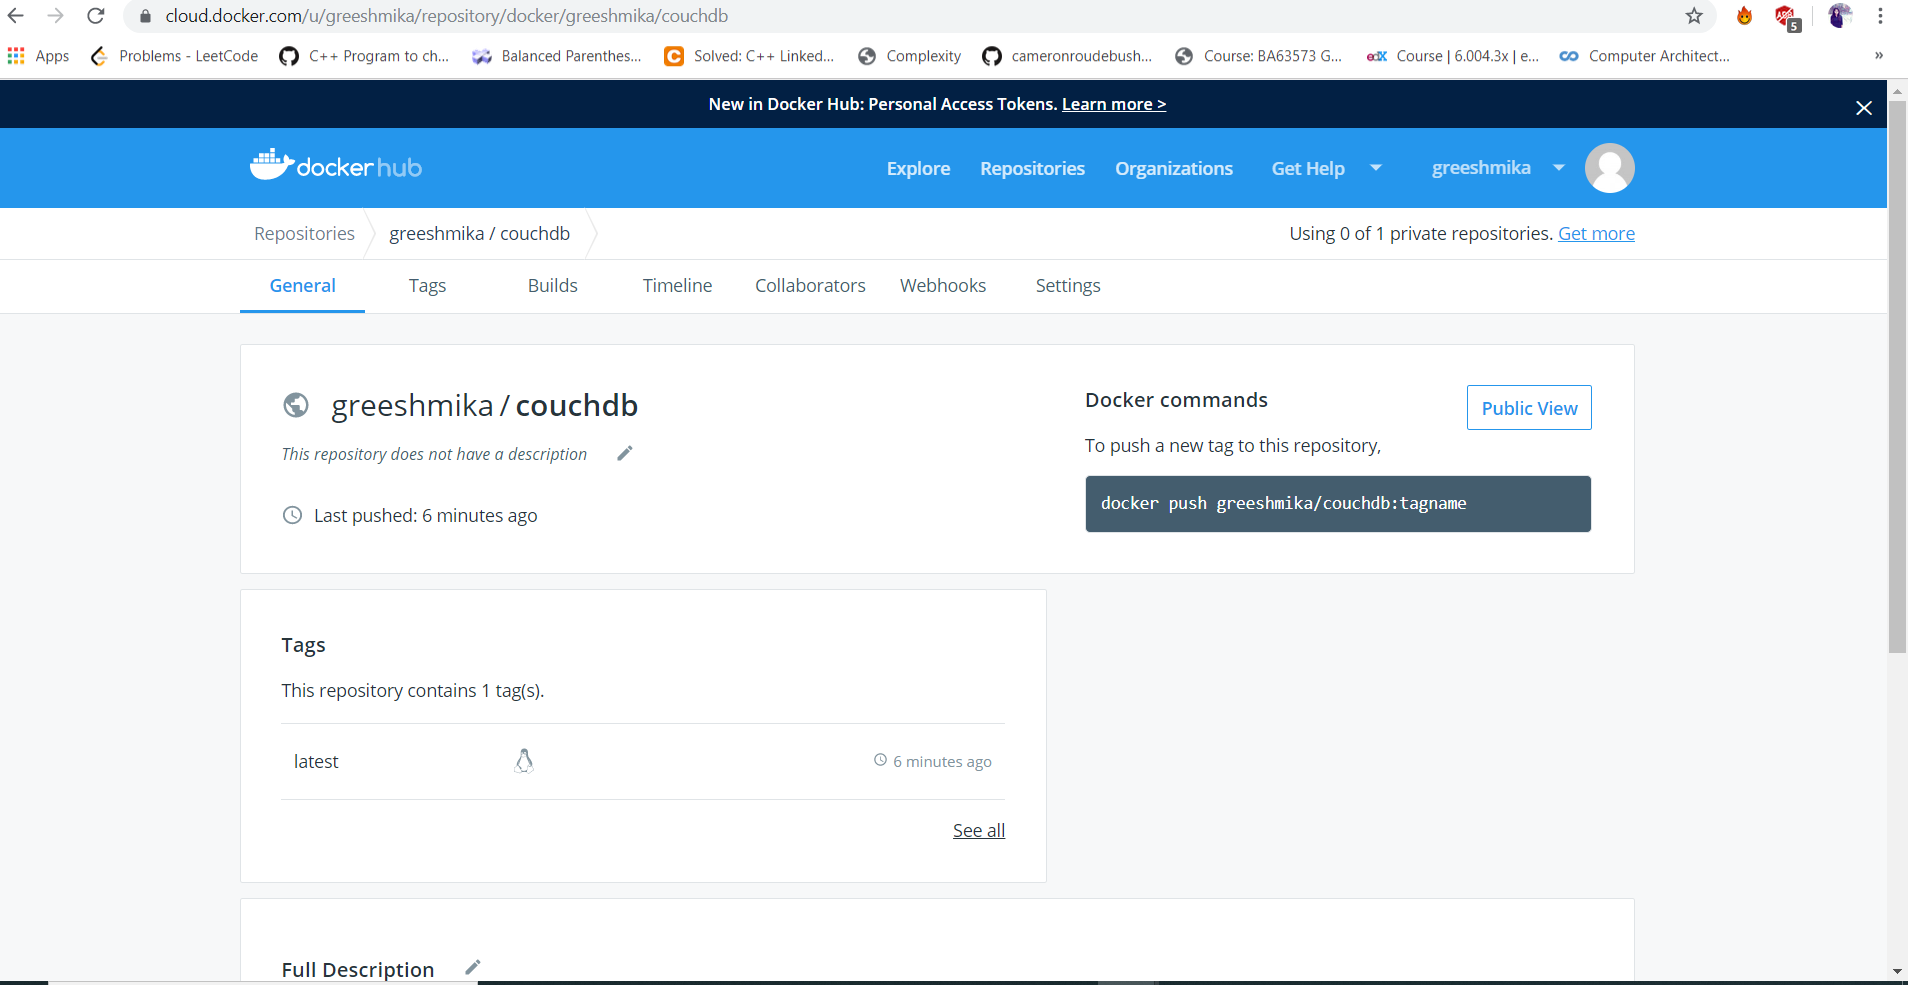 cloud.docker.com/u/greeshmika/repository/docker/greeshmika/couchdb
5
Apps Problems - LeetCode C++ Program to ch... Balanced Parenthes... Solved: C++ Linked... Complexity cameronroudebush... Course: BA63573 G... edX Course | 6.004.3x | e... Computer Architect... »
New in Docker Hub: Personal Access Tokens. Learn more >
docker hub Explore Repositories Organizations Get Help greeshmika
Repositories greeshmika / couchdb Using 0 of 1 private repositories. Get more
General Tags Builds Timeline Collaborators Webhooks Settings
greeshmika / couchdb
This repository does not have a description
Last pushed: 6 minutes ago
Docker commands
Public View
To push a new tag to this repository,
docker push greeshmika/couchdb:tagname
Tags
This repository contains 1 tag(s).
latest 6 minutes ago
See all
Full Description